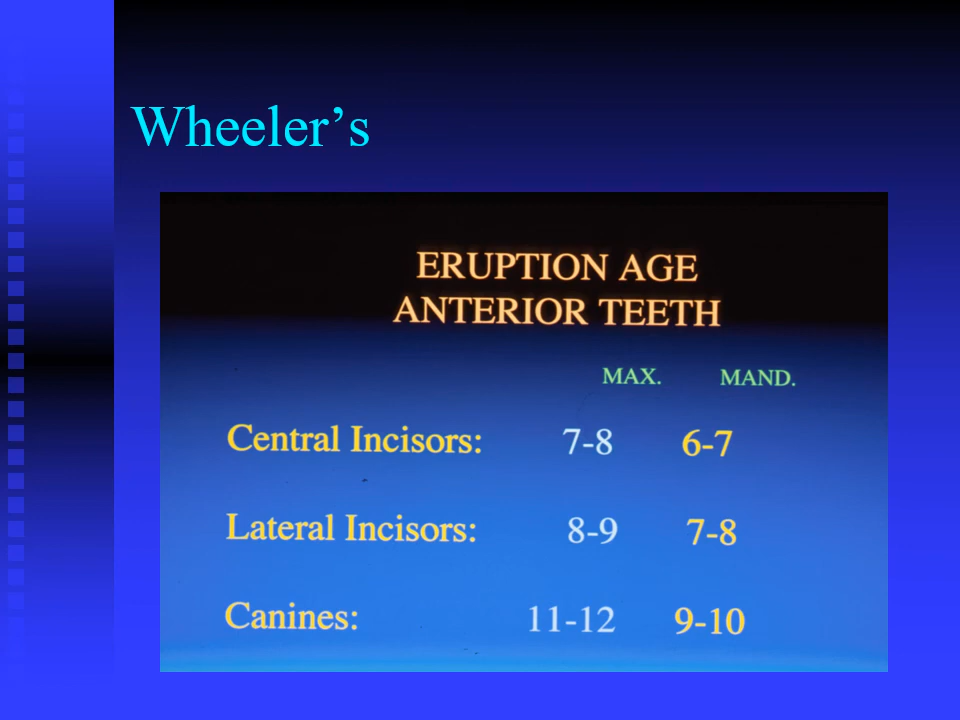 Wheeler’s
ERUPTION AGE
ANTERIOR TEETH
MAX. MAND.
Central Incisors: 7-8 6-7
Lateral Incisors: 8-9 7-8
Canines: 11-12 9-10